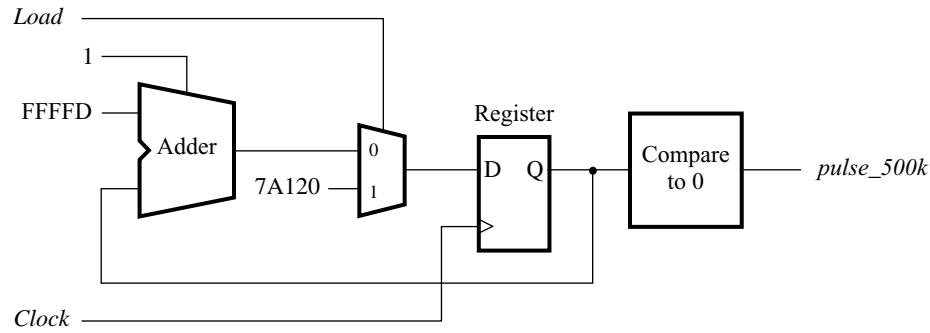 Load
1
FFFFD
Adder
0
7A120
1
Register
D Q
Compare
to 0
pulse_500k
Clock